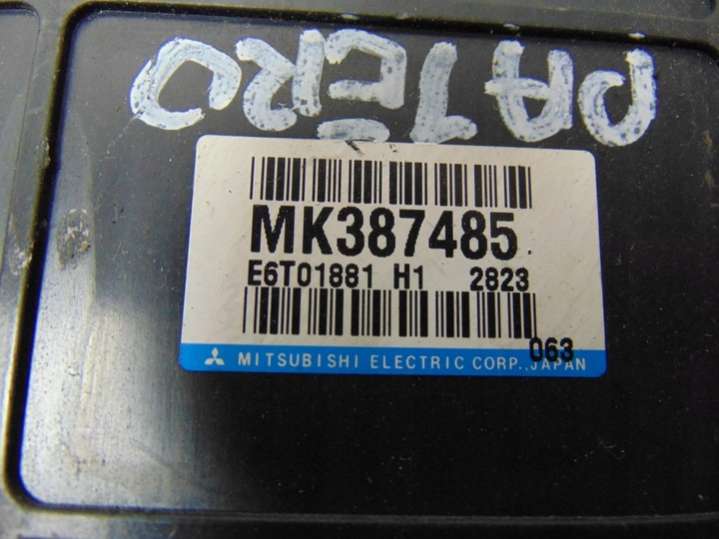 PAJERO
MK387485
E6T01881 H1 2823
063
MITSUBISHI ELECTRIC CORP., JAPAN